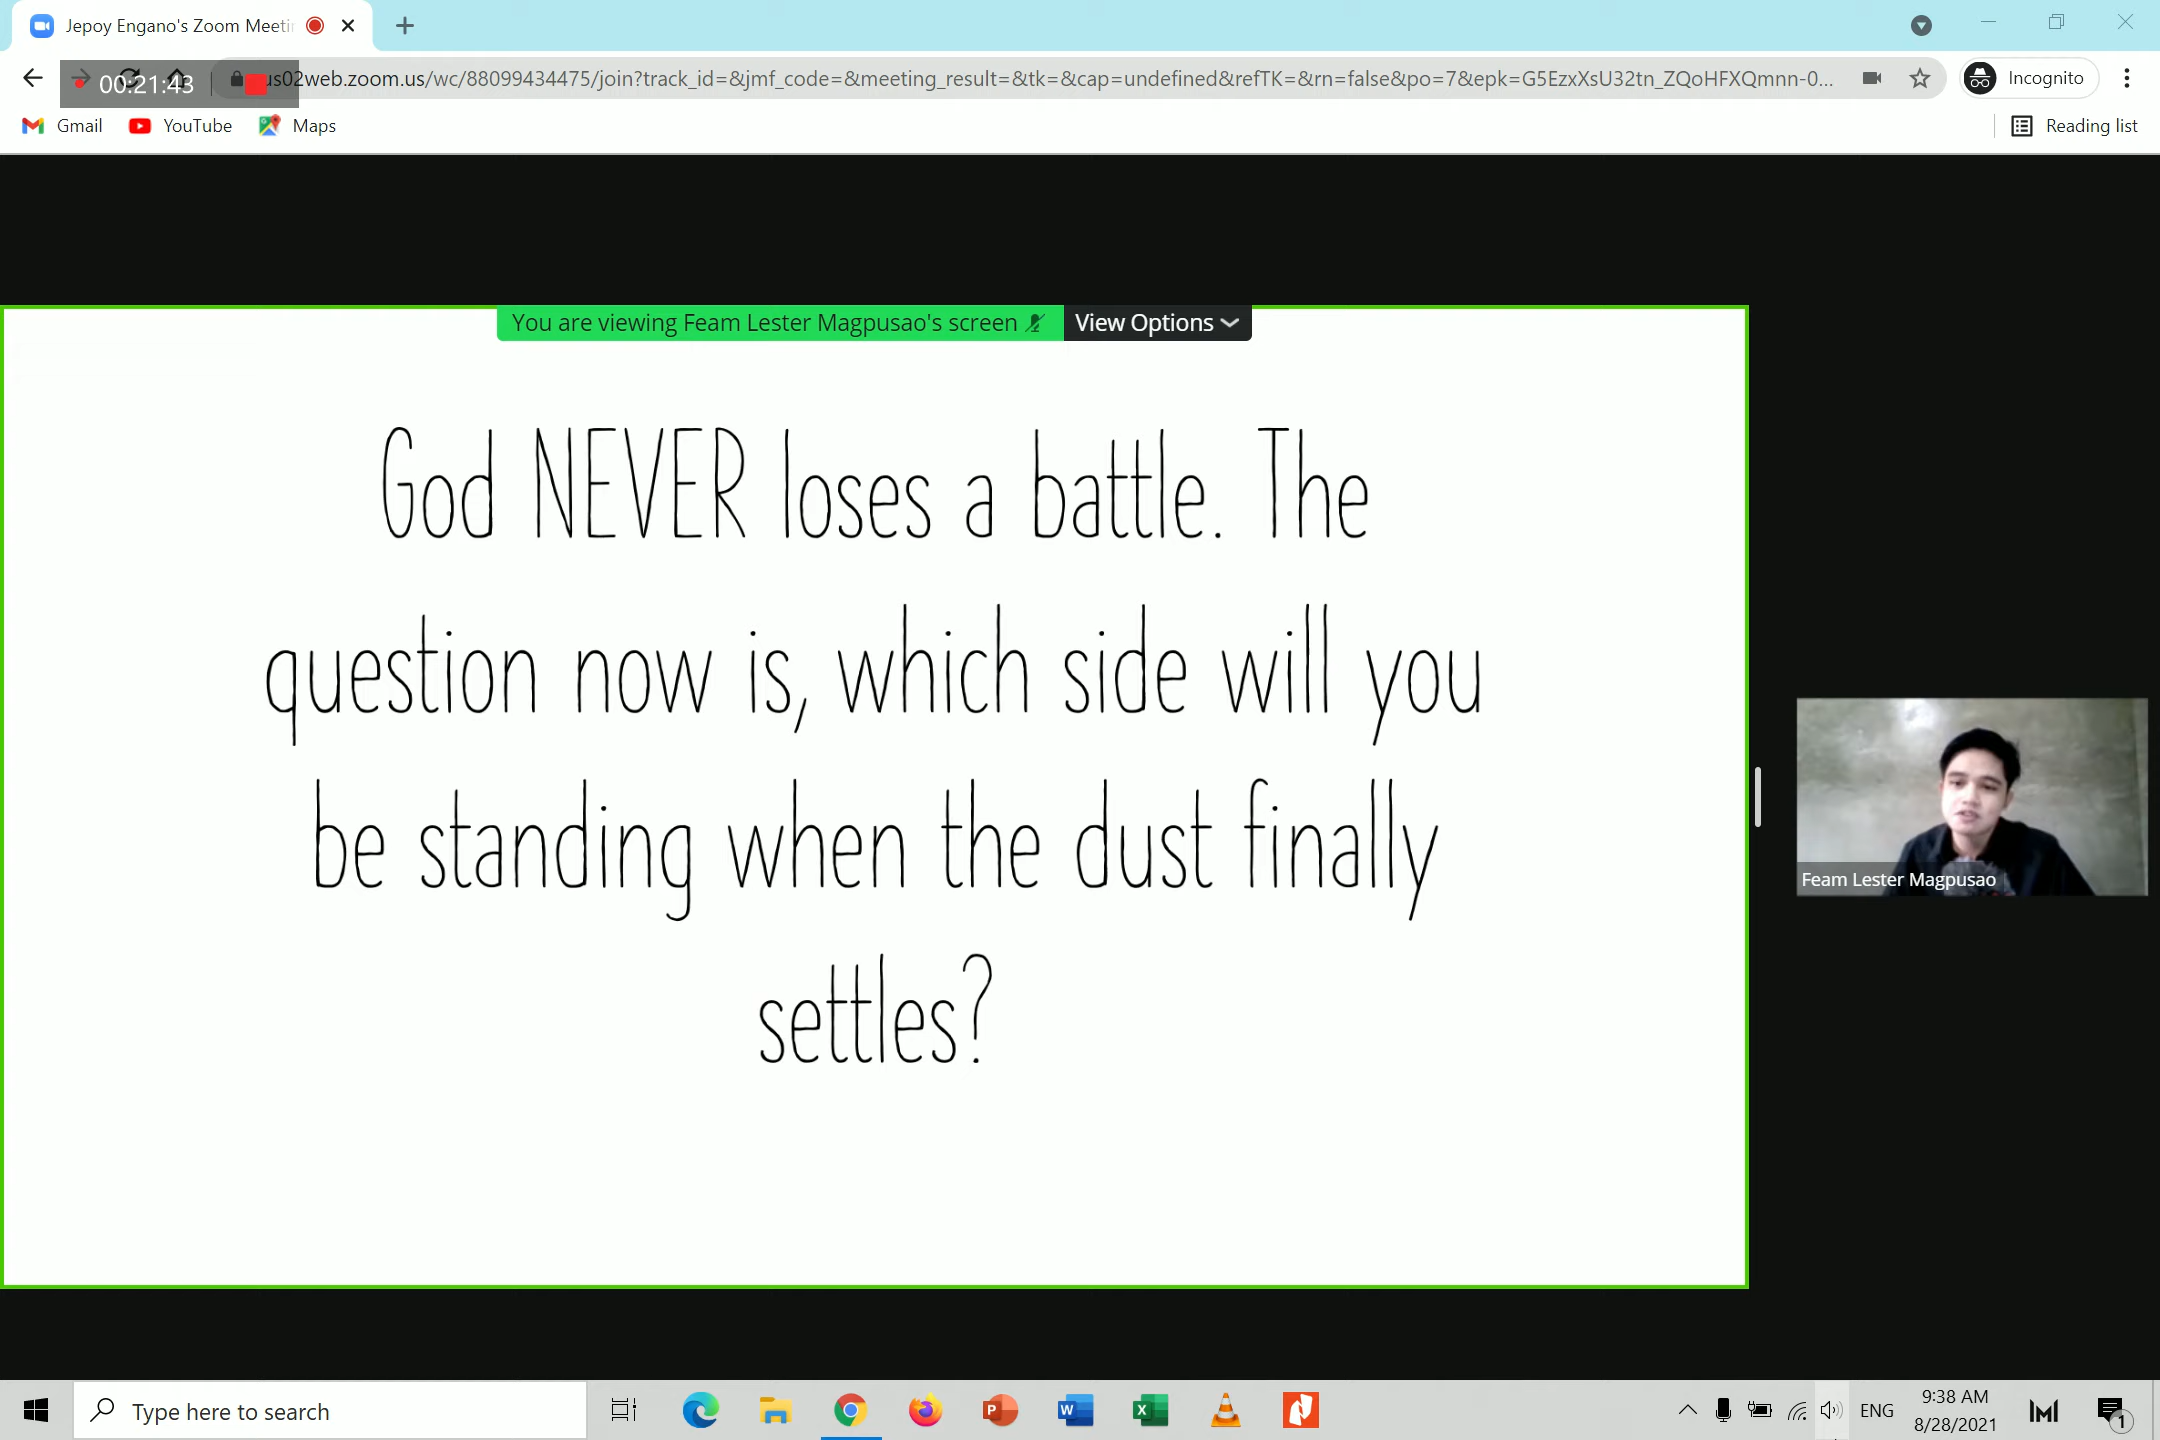 Jepoy Engano's Zoom Meeti
00:21:43
us02web.zoom.us/wc/88099434475/join?track_id=&jmf_code=&meeting_result=&tk=&cap=undefined&refTK=&rn=false&po=7&epk=G5EzxXsU32tn_ZQoHFXQmnn-0...
Incognito
Gmail
YouTube
Maps
Reading list
You are viewing Feam Lester Magpusao's screen
View Options
God NEVER loses a battle. The
question now is, which side will you
be standing when the dust finally
settles?
Feam Lester Magpusao
Type here to search
ENG
9:38 AM
8/28/2021
1